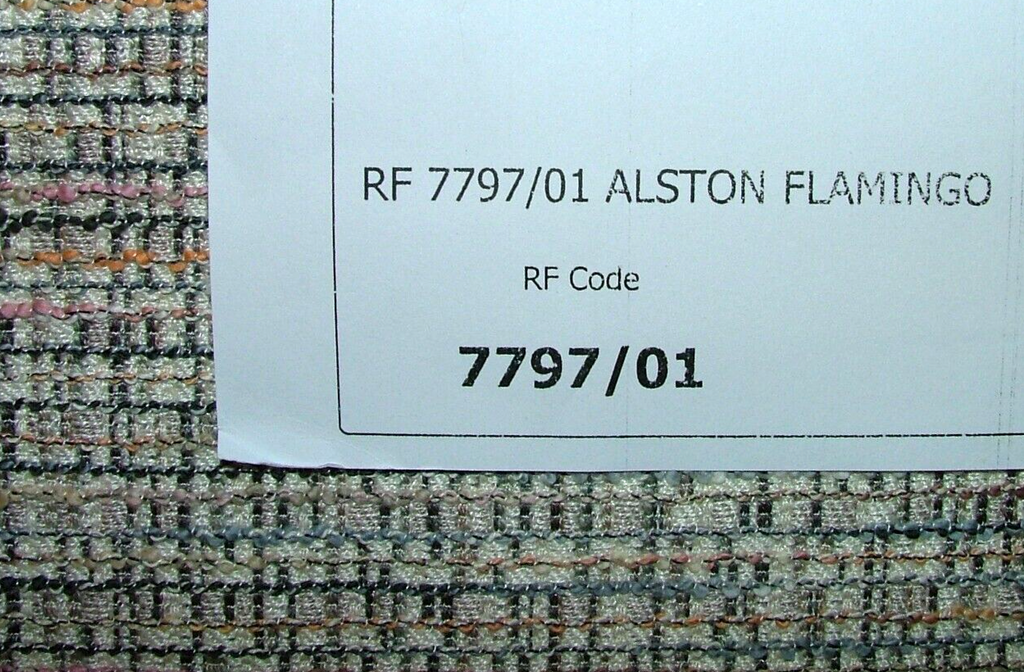 RF 7797/01 ALSTON FLAMINGO
RF Code
7797/01